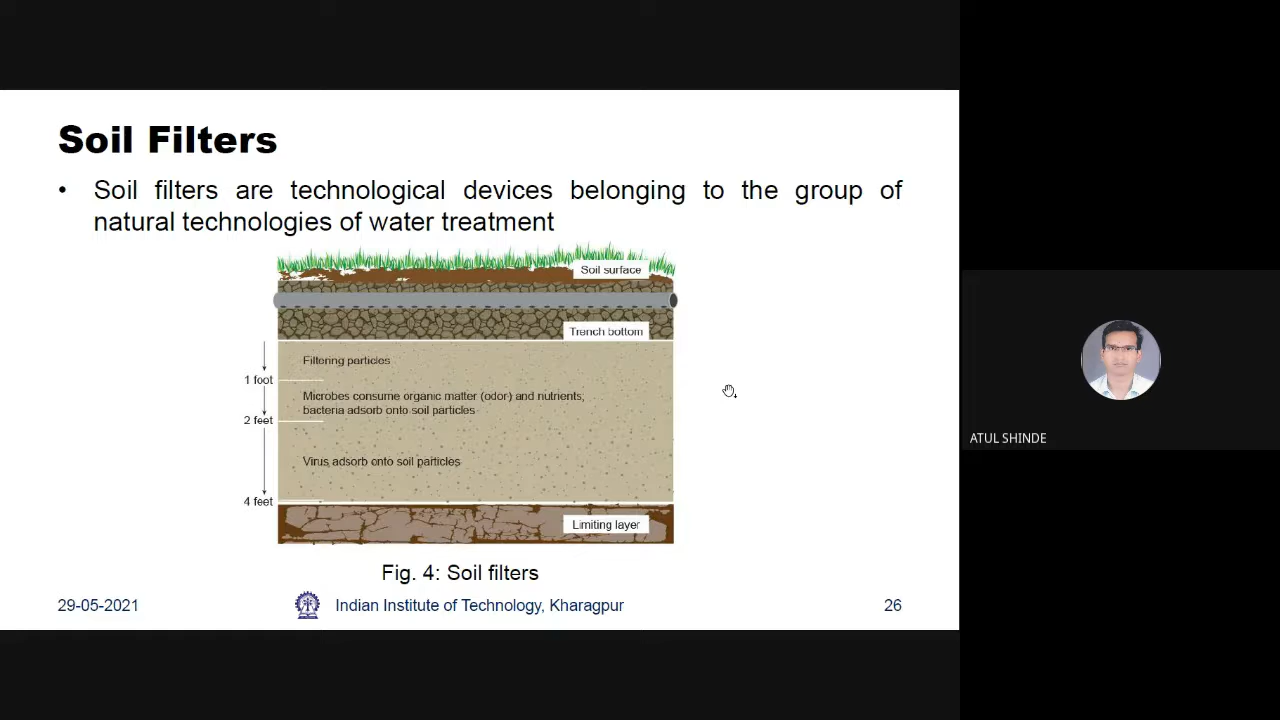 Soil Filters
• Soil filters are technological devices belonging to the group of
natural technologies of water treatment
Soil surface
Trench bottom
Filtering particles
1 foot
Microbes consume organic matter (odor) and nutrients;
bacteria adsorb onto soil particles
2 feet
Virus adsorb onto soil particles
4 feet
Limiting layer
Fig. 4: Soil filters
29-05-2021
Indian Institute of Technology, Kharagpur
26
ATUL SHINDE